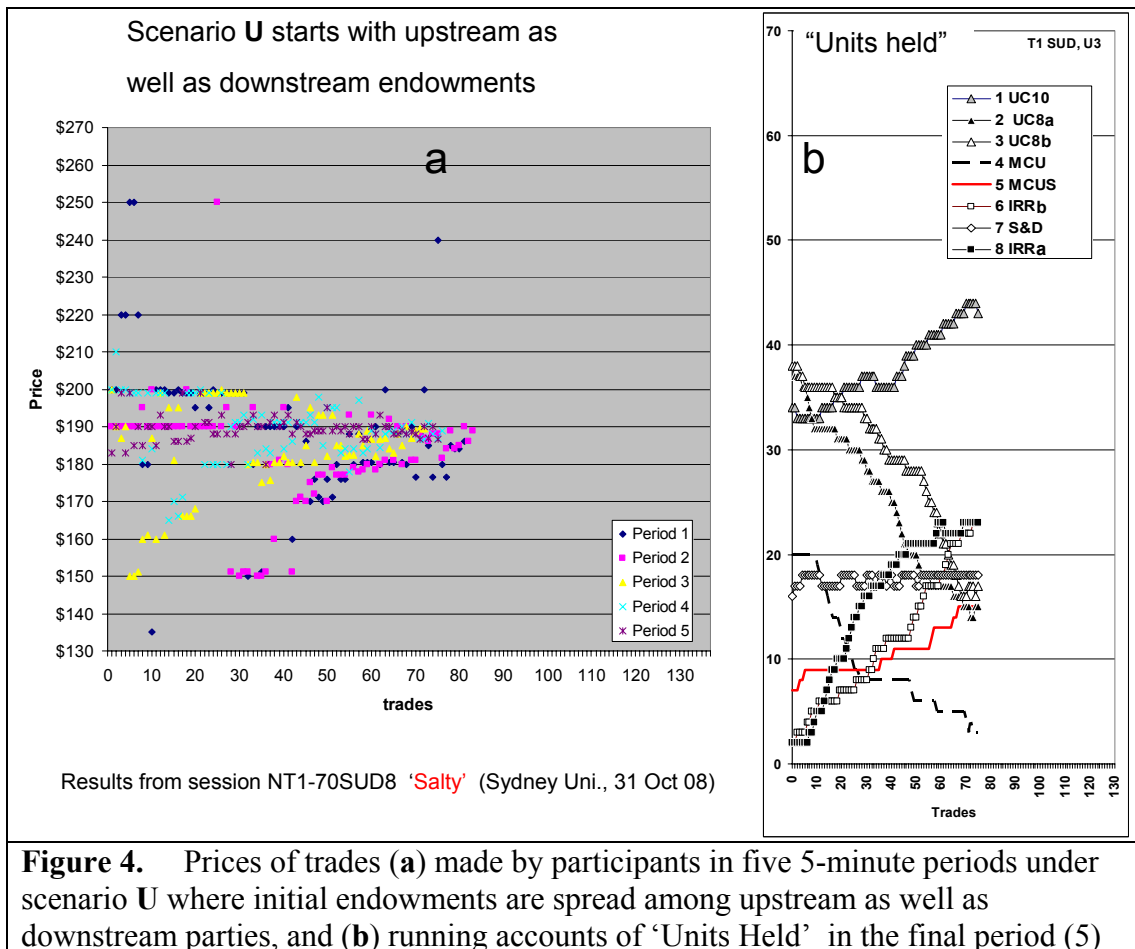 Scenario U starts with upstream as
well as downstream endowments
a
$270
$260
$250
$240
$230
$220
$210
$200
$190
$180
$170
$160
$150
$140
$130
Price
0 10 20 30 40 50 60 70 80 90 100 110 120 130
trades
Period 1
Period 2
Period 3
Period 4
Period 5
Results from session NT1-70SUD8 ‘Salty’ (Sydney Uni., 31 Oct 08)
“Units held”
T1 SUD, U3
b
1 UC10
2 UC8a
3 UC8b
4 MCU
5 MCUS
6 IRRb
7 S&D
8 IRRa
70
60
50
40
30
20
10
0
0 10 20 30 40 50 60 70 80 90 100 110 120 130
Trades
Figure 4. Prices of trades (a) made by participants in five 5-minute periods under
scenario U where initial endowments are spread among upstream as well as
downstream parties, and (b) running accounts of ‘Units Held’ in the final period (5)